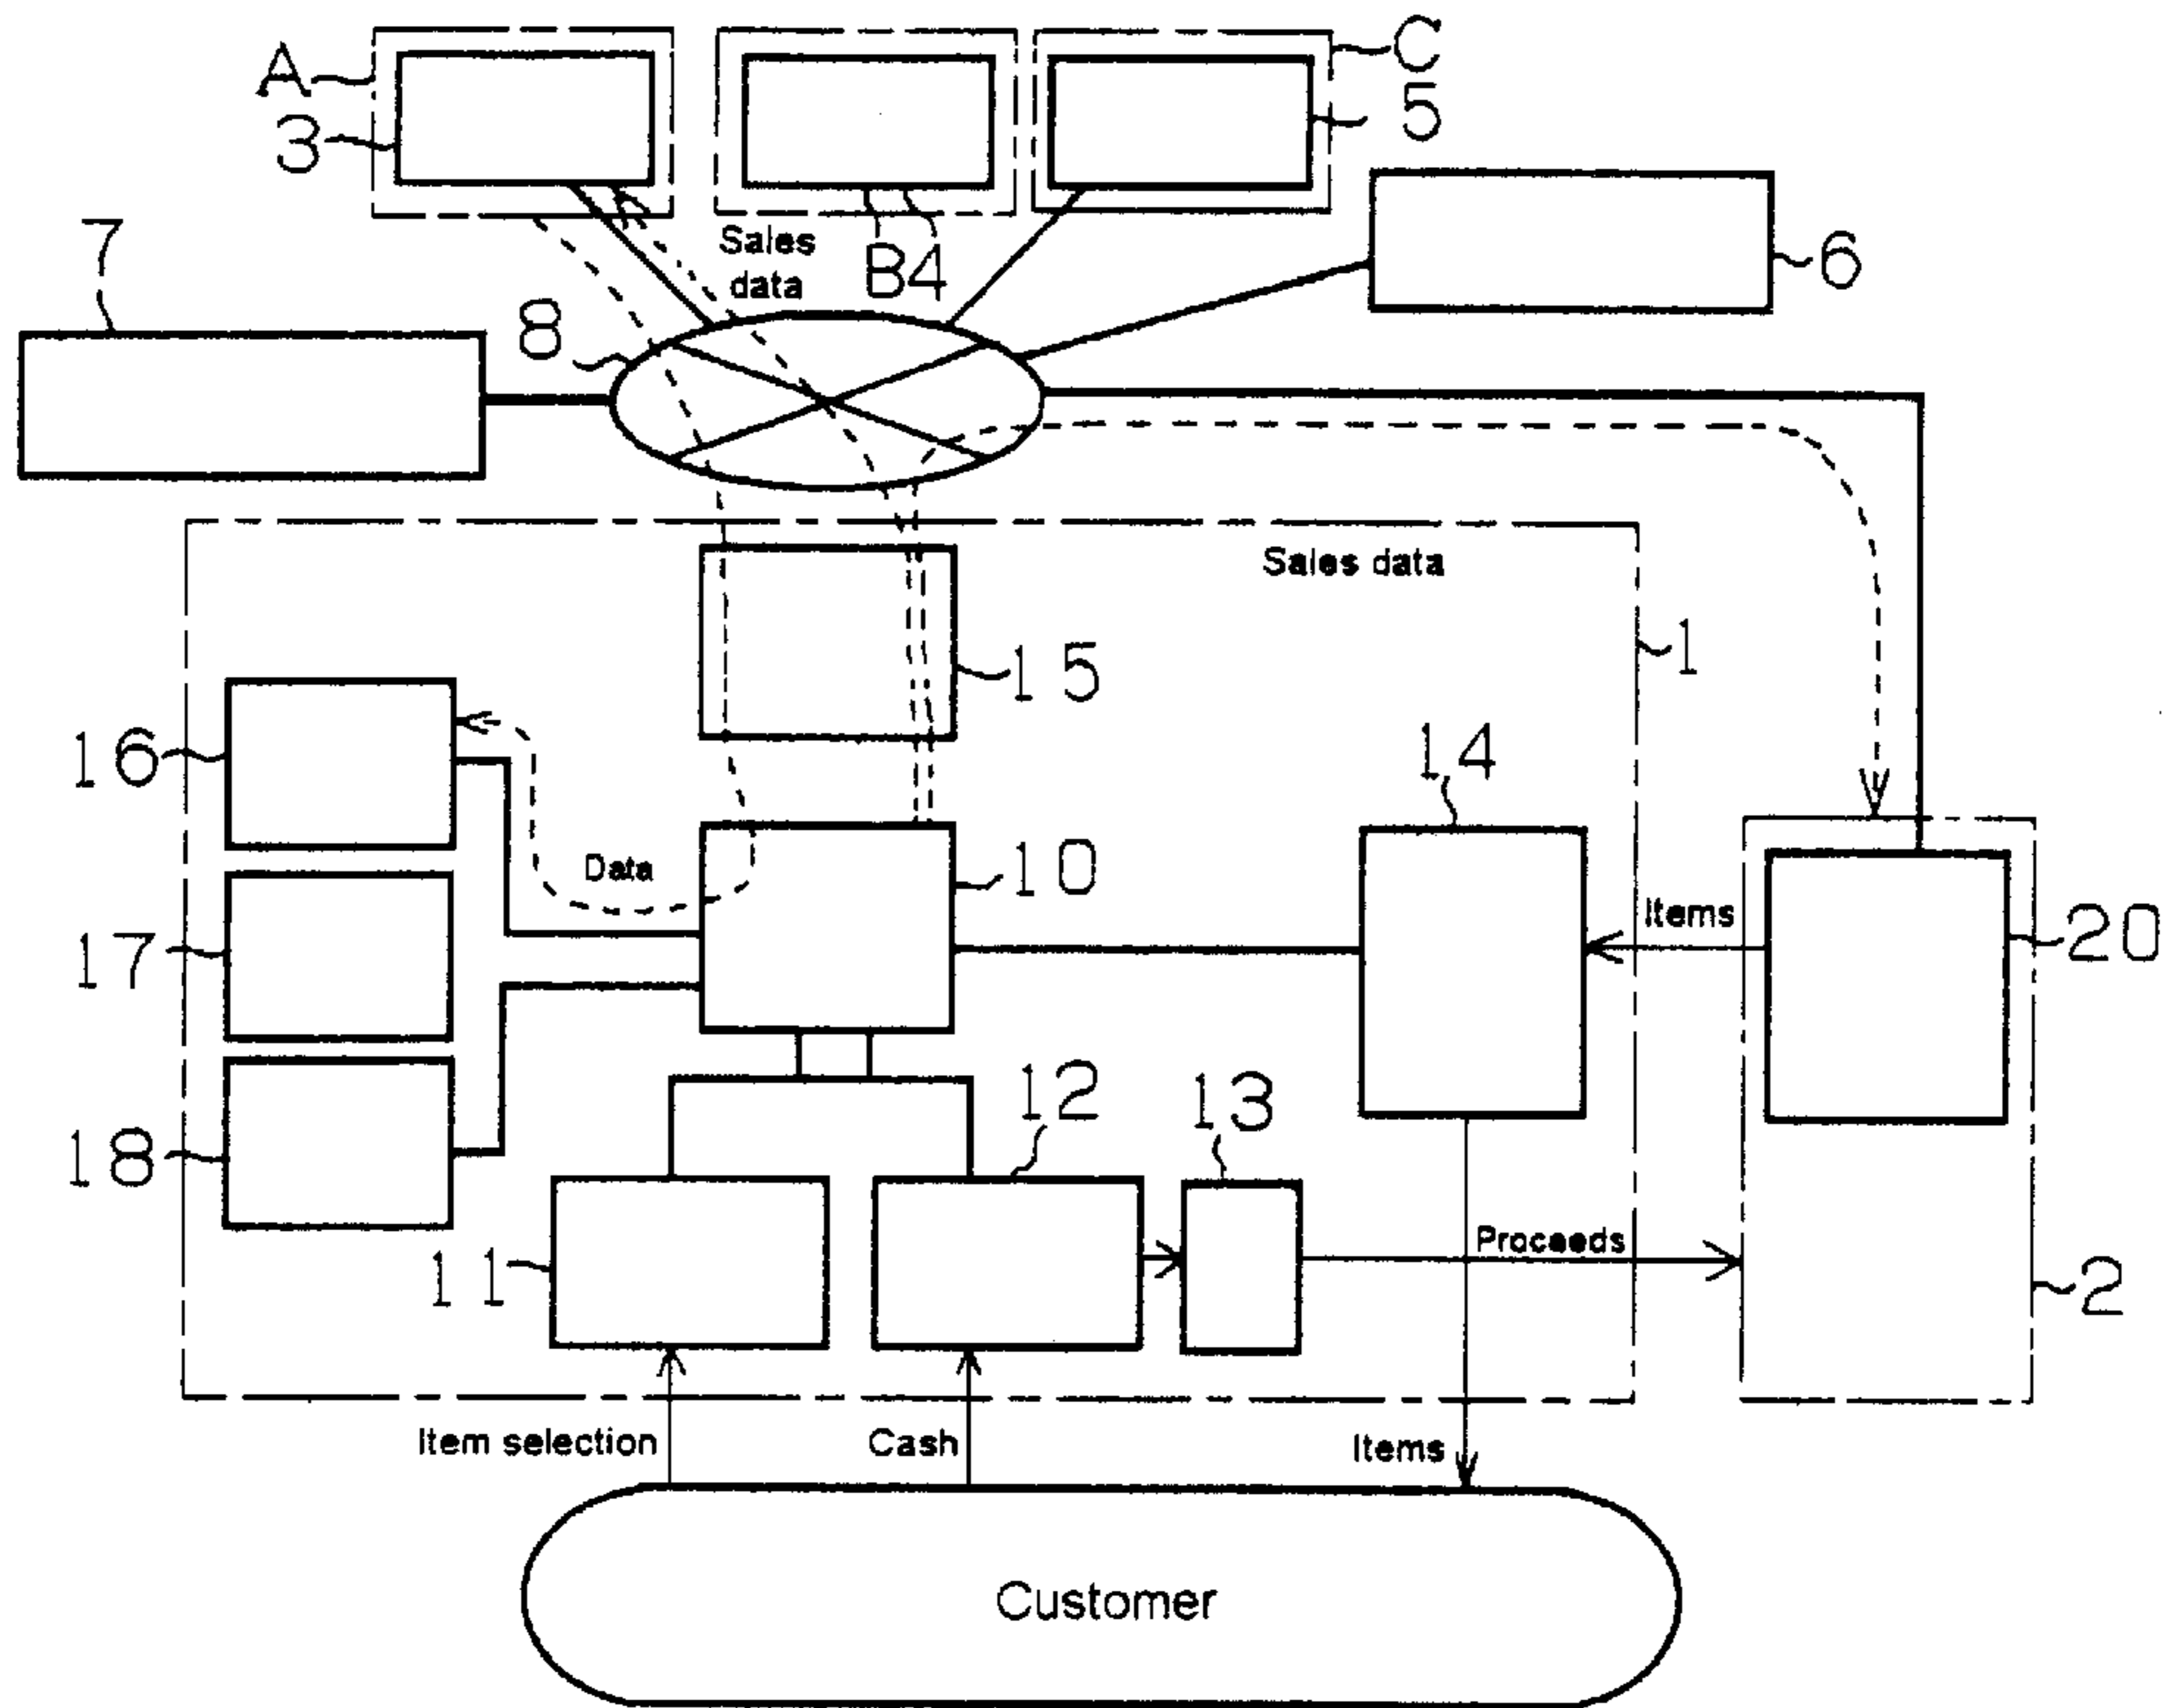 A
C
3
5
7
Sales
data
B4
6
8
Sales data
1
15
16
14
Data
10
Items
20
17
12
13
18
11
Proceeds
2
Item selection
Cash
Items
Customer